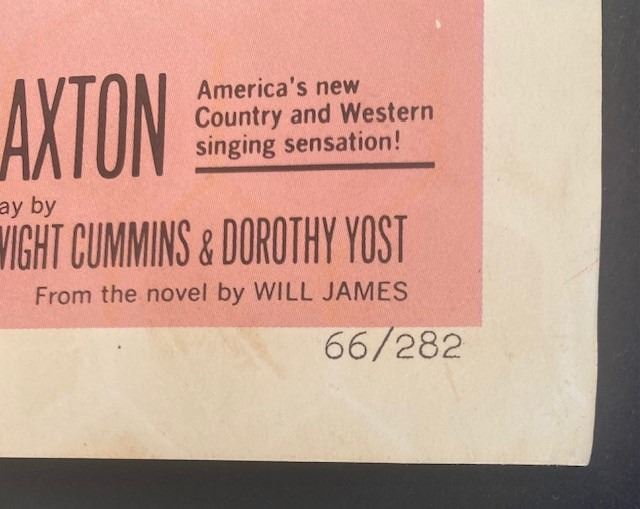 AXTON
America's new
Country and Western
singing sensation!
ay by
WIGHT CUMMINS & DOROTHY YOST
From the novel by WILL JAMES
66/282